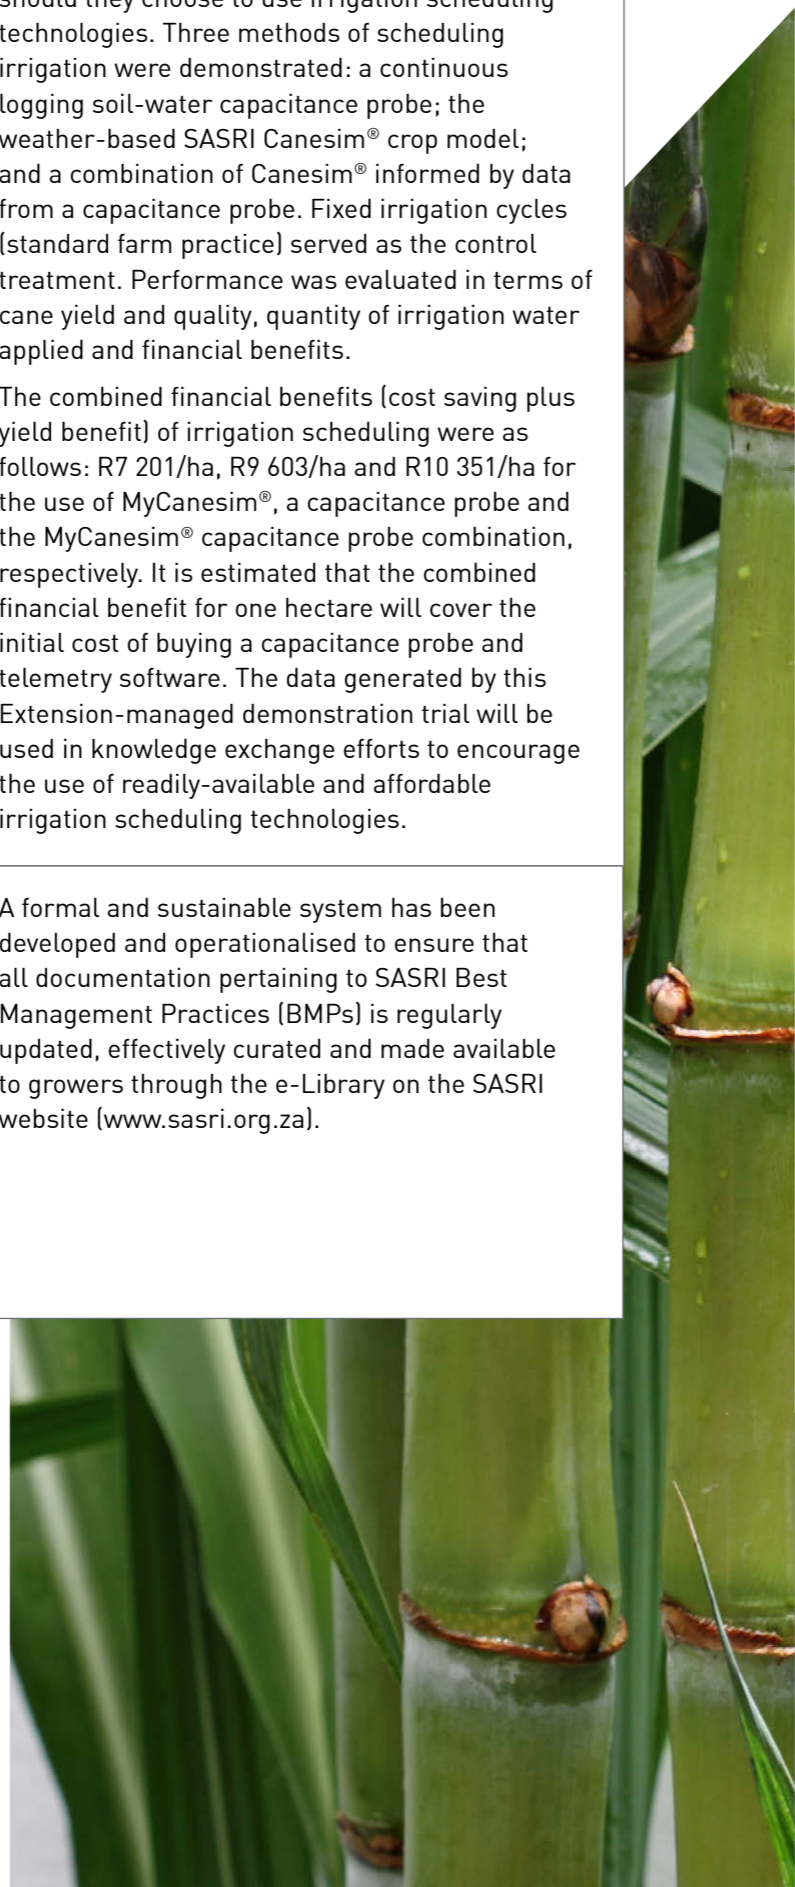 should they choose to use irrigation scheduling
technologies. Three methods of scheduling
irrigation were demonstrated: a continuous
logging soil-water capacitance probe; the
weather-based SASRI Canesim® crop model;
and a combination of Canesim® informed by data
from a capacitance probe. Fixed irrigation cycles
(standard farm practice) served as the control
treatment. Performance was evaluated in terms of
cane yield and quality, quantity of irrigation water
applied and financial benefits.
The combined financial benefits (cost saving plus
yield benefit) of irrigation scheduling were as
follows: R7 201/ha, R9 603/ha and R10 351/ha for
the use of MyCanesim®, a capacitance probe and
the MyCanesim® capacitance probe combination,
respectively. It is estimated that the combined
financial benefit for one hectare will cover the
initial cost of buying a capacitance probe and
telemetry software. The data generated by this
Extension-managed demonstration trial will be
used in knowledge exchange efforts to encourage
the use of readily-available and affordable
irrigation scheduling technologies.
A formal and sustainable system has been
developed and operationalised to ensure that
all documentation pertaining to SASRI Best
Management Practices (BMPs) is regularly
updated, effectively curated and made available
to growers through the e-Library on the SASRI
website (www.sasri.org.za).